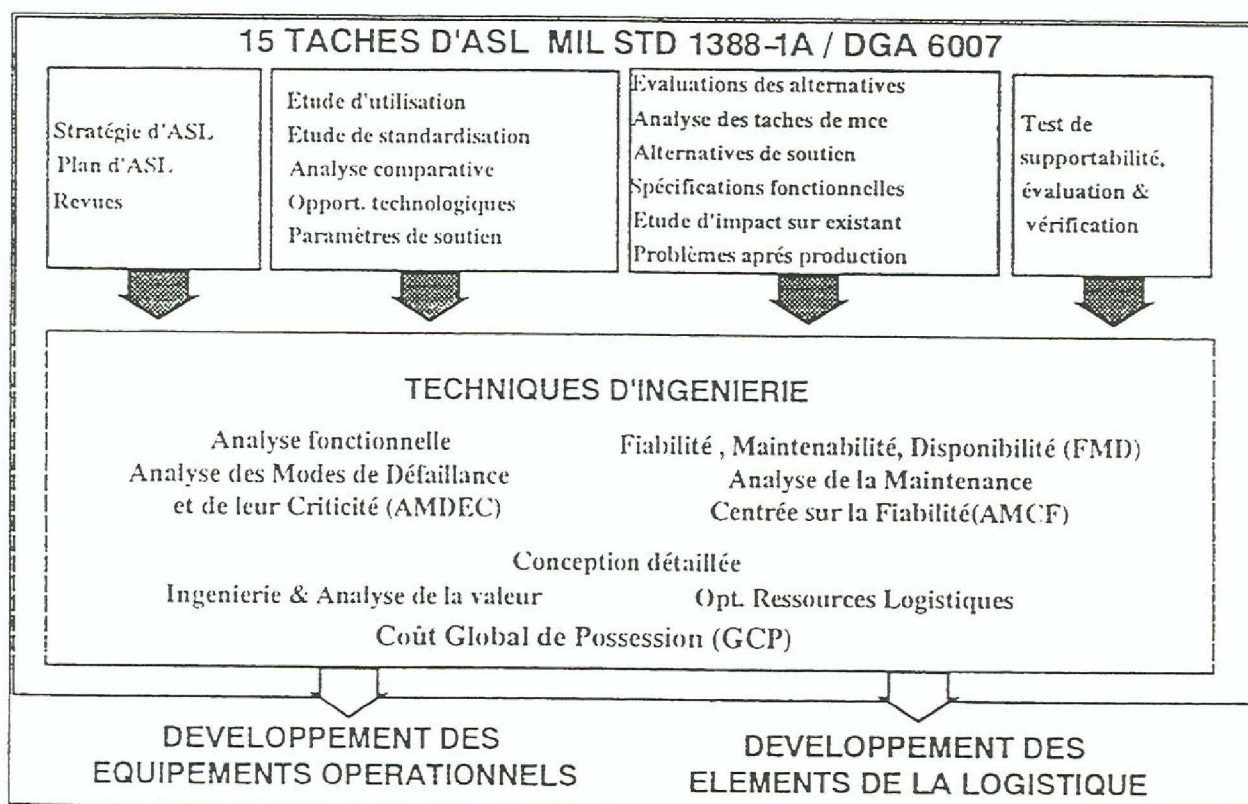 15 TACHES D'ASL MIL STD 1388-1A / DGA 6007
Stratégie d'ASL
Plan d'ASL
Revues
Etude d'utilisation
Etude de standardisation
Analyse comparative
Opport. technologiques
Paramètres de soutien
Evaluations des alternatives
Analyse des taches de mce
Alternatives de soutien
Spécifications fonctionnelles
Etude d'impact sur existant
Problèmes aprés production
Test de
supportabilité,
évaluation &
vérification
TECHNIQUES D'INGENIERIE
Analyse fonctionnelle
Analyse des Modes de Défaillance
et de leur Criticité (AMDEC)
Fiabilité , Maintenabilité, Disponibilité (FMD)
Analyse de la Maintenance
Centrée sur la Fiabilité(AMCF)
Conception détaillée
Ingenierie & Analyse de la valeur
Opt. Ressources Logistiques
Coût Global de Possession (GCP)
DEVELOPPEMENT DES
EQUIPEMENTS OPERATIONNELS
DEVELOPPEMENT DES
ELEMENTS DE LA LOGISTIQUE